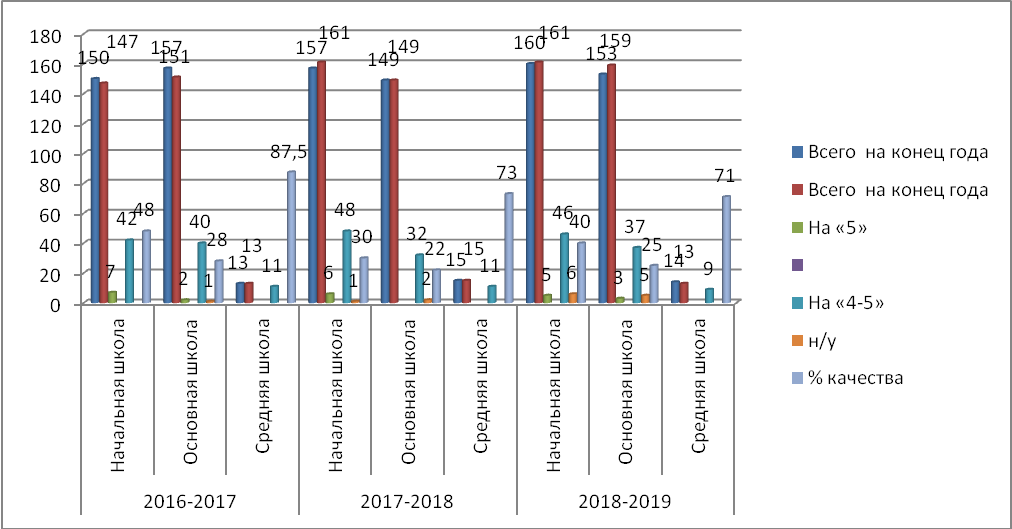 180
160
140
120
100
80
60
40
20
0
150 147 7 42 48
157 151 2 40 1 28
13 13 11 87,5
157 161 6 48 1 30
149 149 32 2 22
15 15 11 73
160 161 5 46 6 40
153 159 3 37 5 25
14 13 9 71
Начальная школа
Основная школа
Средняя школа
Начальная школа
Основная школа
Средняя школа
Начальная школа
Основная школа
Средняя школа
2016-2017
2017-2018
2018-2019
Всего на конец года
Всего на конец года
На «5»
На «4-5»
н/у
% качества